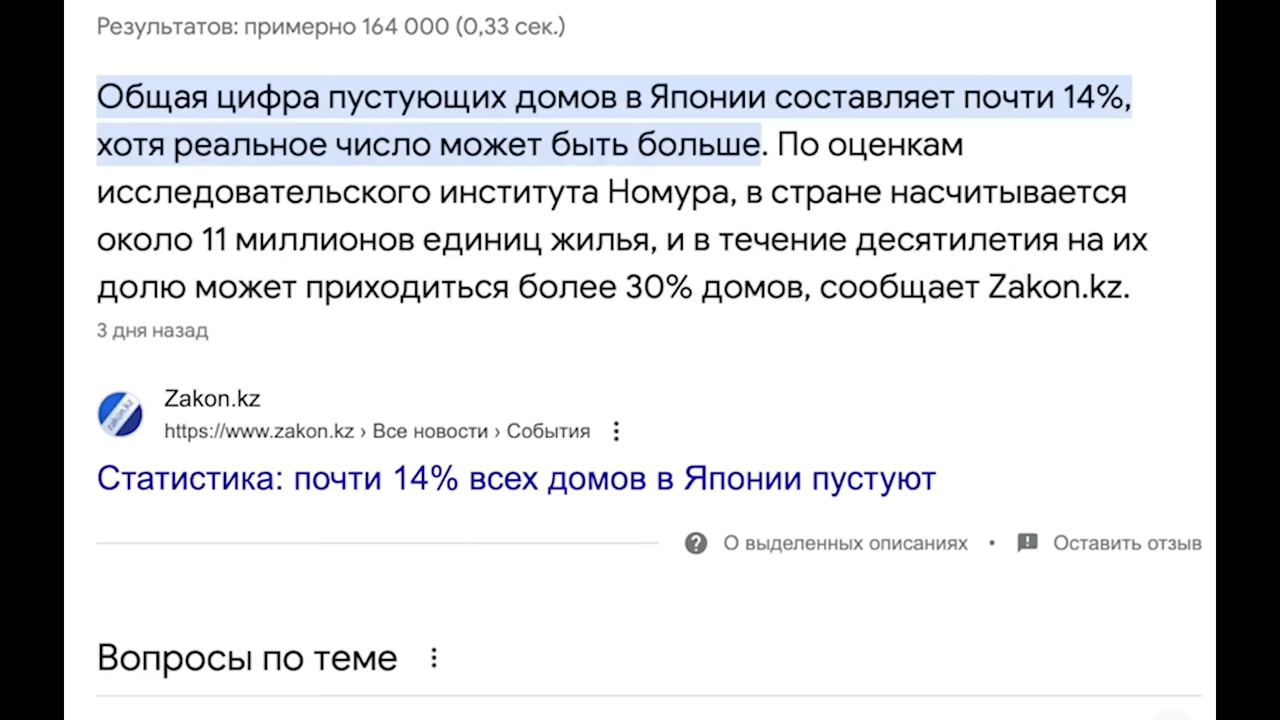 Результатов: примерно 164 000 (0,33 сек.)
Общая цифра пустующих домов в Японии составляет почти 14%,
хотя реальное число может быть больше. По оценкам
исследовательского института Номура, в стране насчитывается
около 11 миллионов единиц жилья, и в течение десятилетия на их
долю может приходиться более 30% домов, сообщает Zakon.kz.
3 дня назад
Zakon.kz
https://www.zakon.kz › Все новости › События
Статистика: почти 14% всех домов в Японии пустуют
О выделенных описаниях • Оставить отзыв
Вопросы по теме